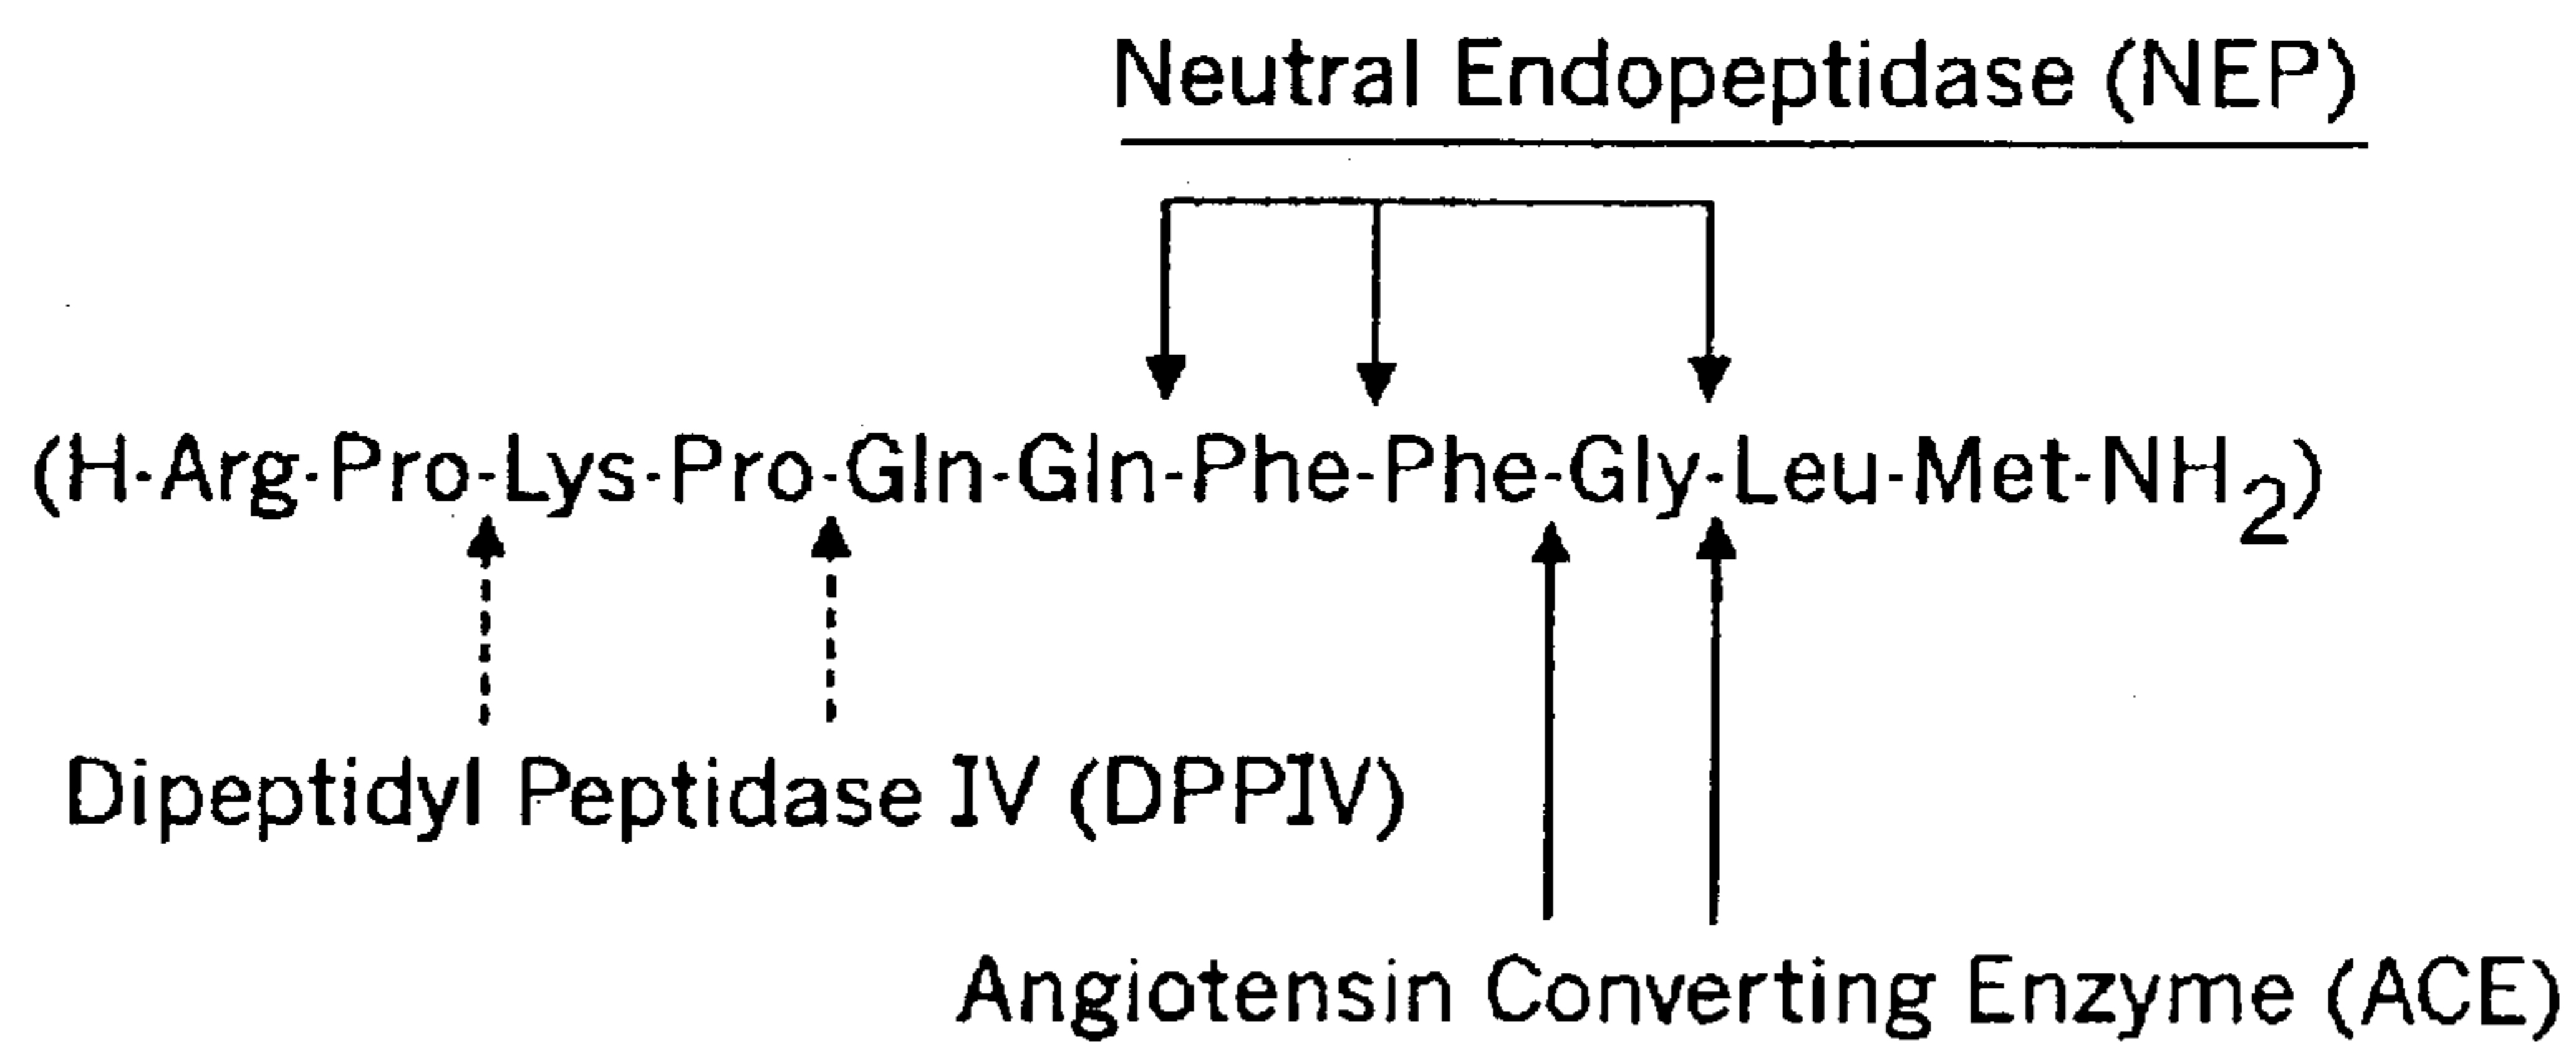 Neutral Endopeptidase (NEP)
(H-Arg-Pro-Lys-Pro-Gln-Gln-Phe-Phe-Gly-Leu-Met-NH2)
Dipeptidyl Peptidase IV (DPPIV)
Angiotensin Converting Enzyme (ACE)